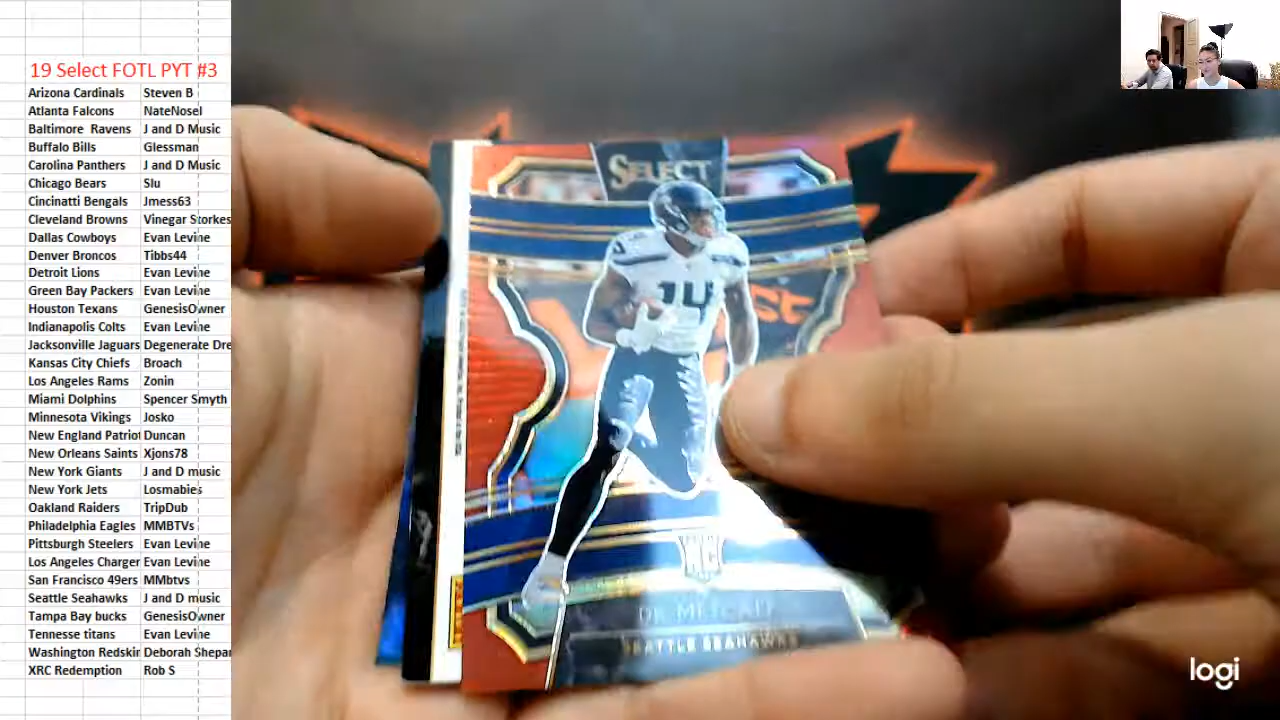 19 Select FOTL PYT #3
Arizona Cardinals Steven B
Atlanta Falcons NateNosel
Baltimore Ravens J and D Music
Buffalo Bills Glessman
Carolina Panthers J and D Music
Chicago Bears Slu
Cincinatti Bengals Jmess63
Cleveland Browns Vinegar Storkes
Dallas Cowboys Evan Levine
Denver Broncos Tibbs44
Detroit Lions Evan Levine
Green Bay Packers Evan Levine
Houston Texans GenesisOwner
Indianapolis Colts Evan Levine
Jacksonville Jaguars Degenerate Dre
Kansas City Chiefs Broach
Los Angeles Rams Zonin
Miami Dolphins Spencer Smyth
Minnesota Vikings Josko
New England Patriot Duncan
New Orleans Saints Xjons78
New York Giants J and D music
New York Jets Losmabies
Oakland Raiders TripDub
Philadelphia Eagles MMBTVs
Pittsburgh Steelers Evan Levine
Los Angeles Charger Evan Levine
San Francisco 49ers MMbtvs
Seattle Seahawks J and D music
Tampa Bay bucks GenesisOwner
Tennesse titans Evan Levine
Washington Redskin Deborah Shepar
XRC Redemption Rob S
SELECT
14
RC
DK METCALF
SEATTLE SEAHAWKS
logi